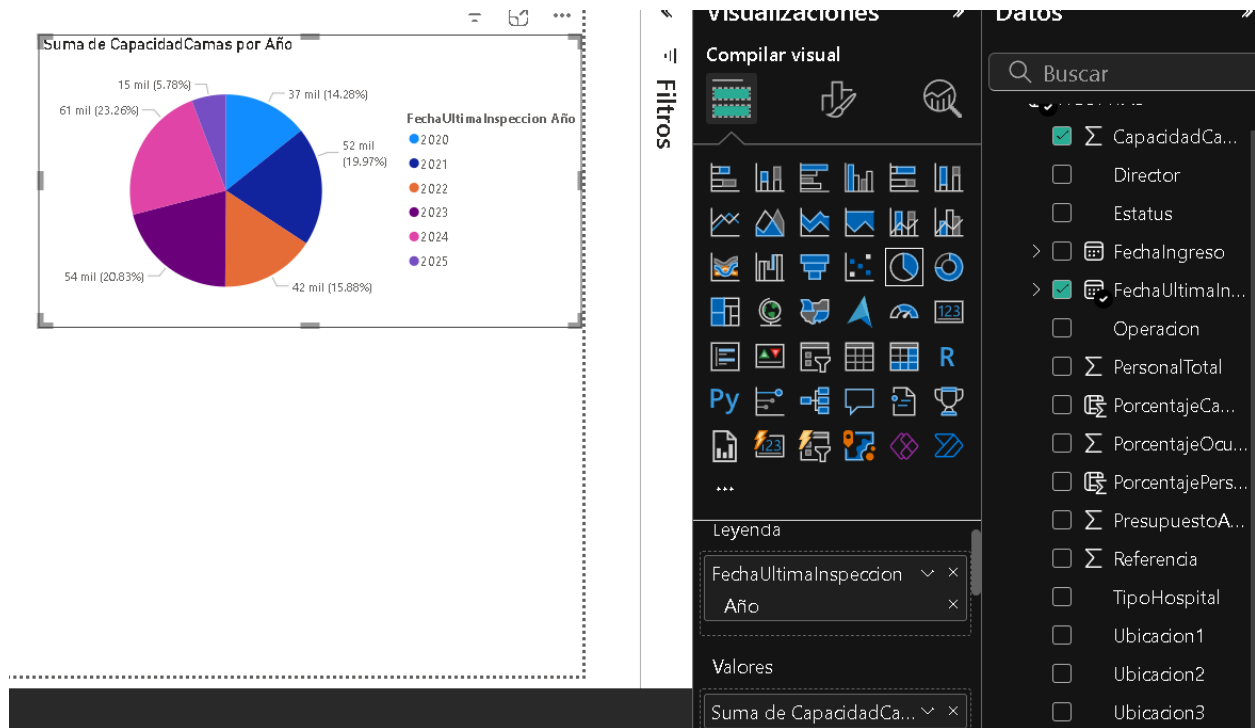 Suma de CapacidadCamas por Año
15 mil (5.78%)
37 mil (14.28%)
61 mil (23.26%)
52 mil
(19.97%)
54 mil (20.83%)
42 mil (15.88%)
FechaUltimaInspeccion Año
2020
2021
2022
2023
2024
2025
Filtros
Visualizaciones
Compilar visual
123
R
Py
123
...
Leyenda
FechaUltimaInspeccion
Año
Valores
Suma de CapacidadCa...
Datos
Buscar
CapacidadCa...
Director
Estatus
FechaIngreso
FechaUltimaIn...
Operacion
PersonalTotal
PorcentajeCa...
PorcentajeOcu...
PorcentajePers...
PresupuestoA...
Referencia
TipoHospital
Ubicacion1
Ubicacion2
Ubicacion3